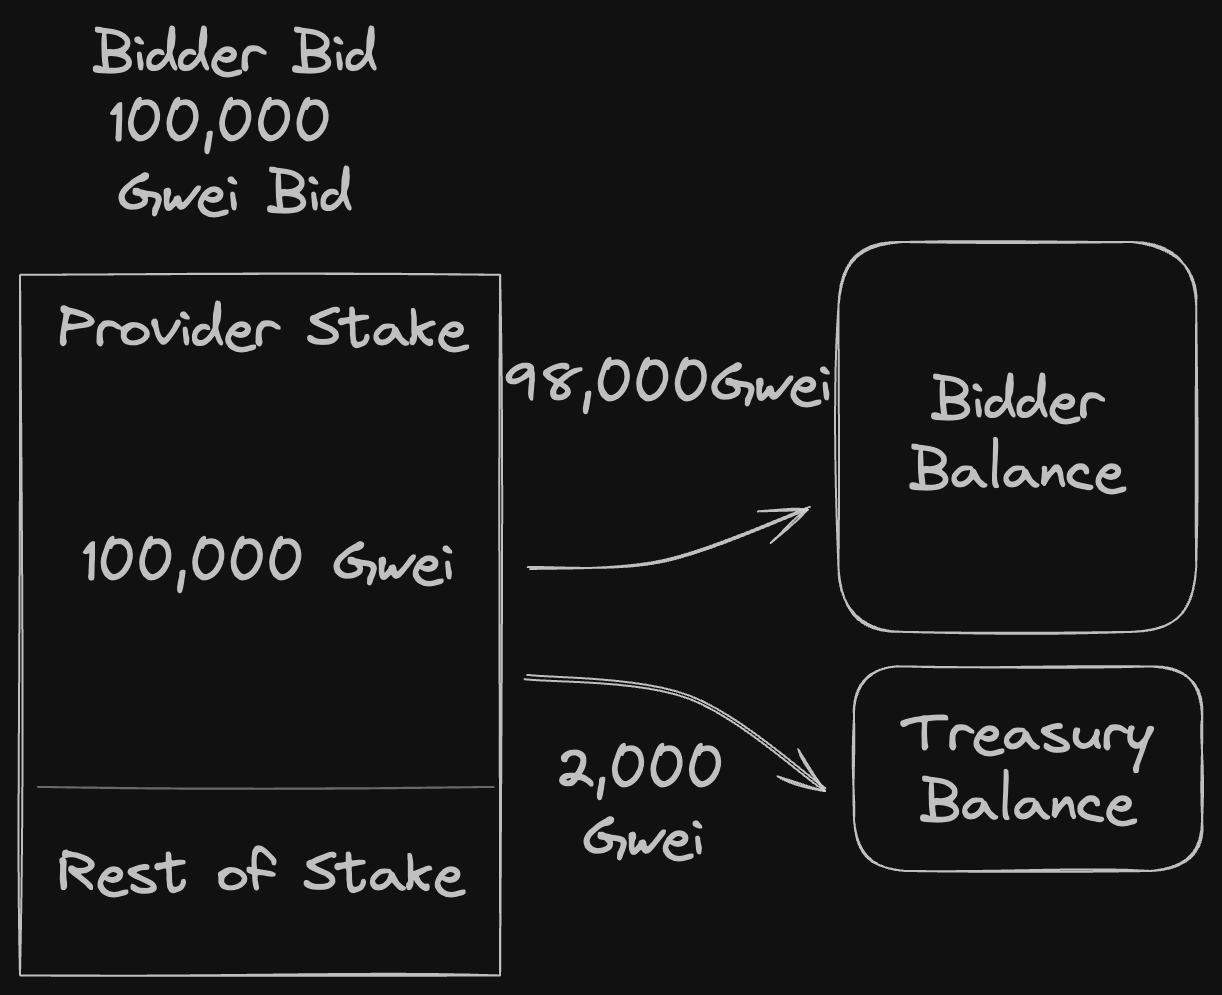 Bidder Bid
100,000
Gwei Bid
Provider Stake
98,000Gwei
Bidder
Balance
100,000 Gwei
2,000
Gwei
Treasury
Balance
Rest of Stake